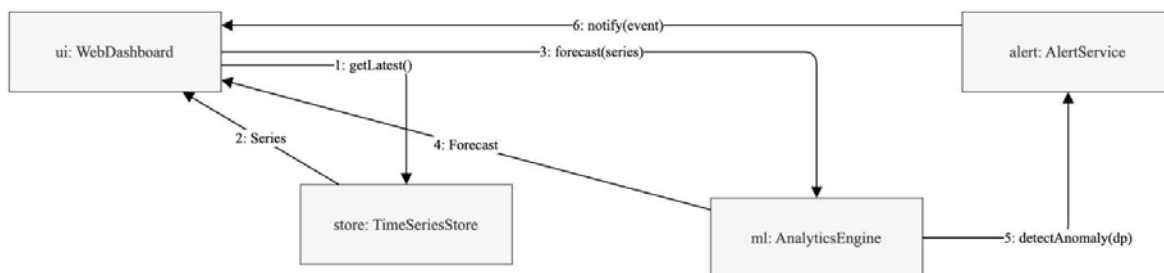 6: notify(event)
ui: WebDashboard
3: forecast(series)
alert: AlertService
1: getLatest()
2: Series
4: Forecast
store: TimeSeriesStore
ml: AnalyticsEngine
5: detectAnomaly(dp)